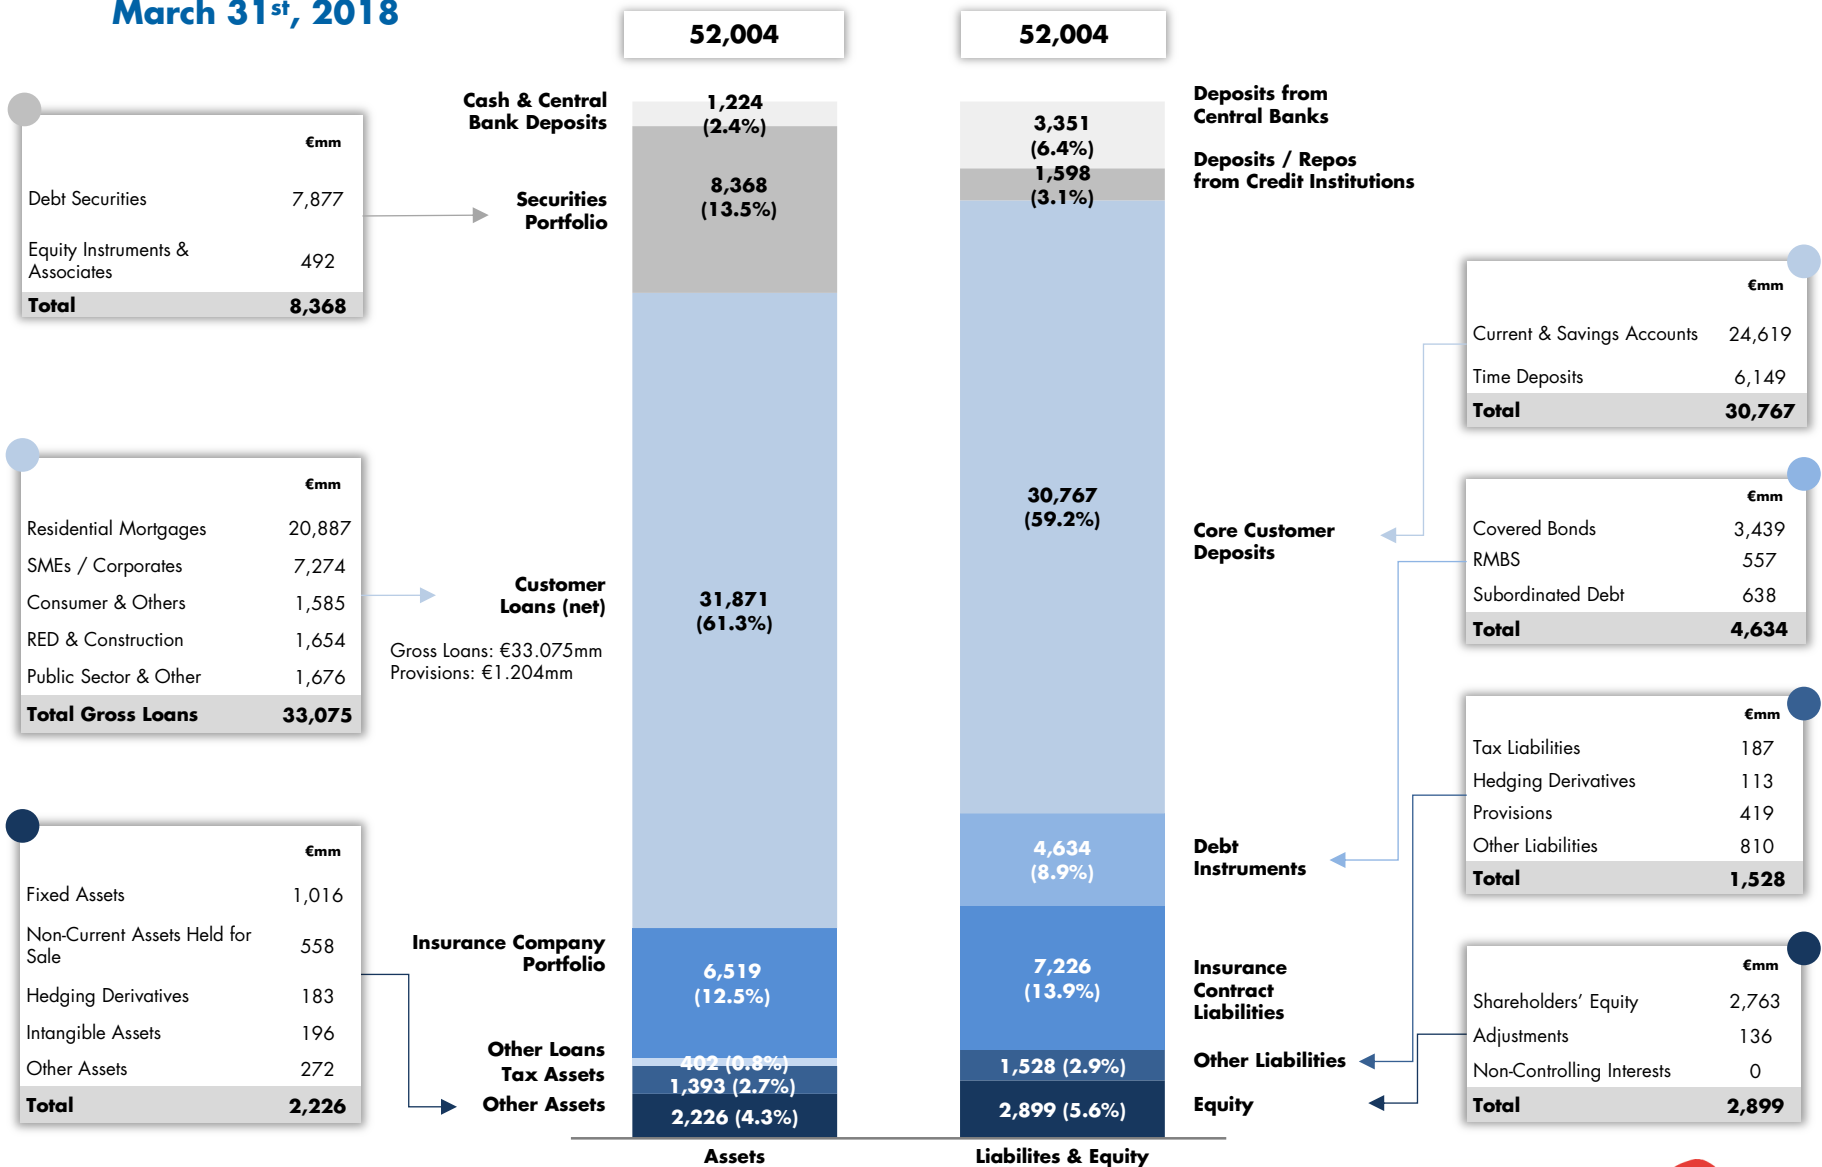 March 31st, 2018
52,004
52,004
€mm
Debt Securities 7,877
Equity Instruments &
Associates 492
Total 8,368
€mm
Residential Mortgages 20,887
SMEs / Corporates 7,274
Consumer & Others 1,585
RED & Construction 1,654
Public Sector & Other 1,676
Total Gross Loans 33,075
€mm
Fixed Assets 1,016
Non-Current Assets Held for
Sale 558
Hedging Derivatives 183
Intangible Assets 196
Other Assets 272
Total 2,226
Cash & Central
Bank Deposits
Securities
Portfolio
Customer
Loans (net)
Gross Loans: €33.075mm
Provisions: €1.204mm
Insurance Company
Portfolio
Other Loans
Tax Assets
Other Assets
1,224
(2.4%)
8,368
(13.5%)
31,871
(61.3%)
6,519
(12.5%)
402 (0.8%)
1,393 (2.7%)
2,226 (4.3%)
Assets
3,351
(6.4%)
1,598
(3.1%)
30,767
(59.2%)
4,634
(8.9%)
7,226
(13.9%)
1,528 (2.9%)
2,899 (5.6%)
Liabilites & Equity
Deposits from
Central Banks
Deposits / Repos
from Credit Institutions
Core Customer
Deposits
Debt
Instruments
Insurance
Contract
Liabilities
Other Liabilities
Equity
€mm
Current & Savings Accounts 24,619
Time Deposits 6,149
Total 30,767
€mm
Covered Bonds 3,439
RMBS 557
Subordinated Debt 638
Total 4,634
€mm
Tax Liabilities 187
Hedging Derivatives 113
Provisions 419
Other Liabilities 810
Total 1,528
€mm
Shareholders’ Equity 2,763
Adjustments 136
Non-Controlling Interests 0
Total 2,899